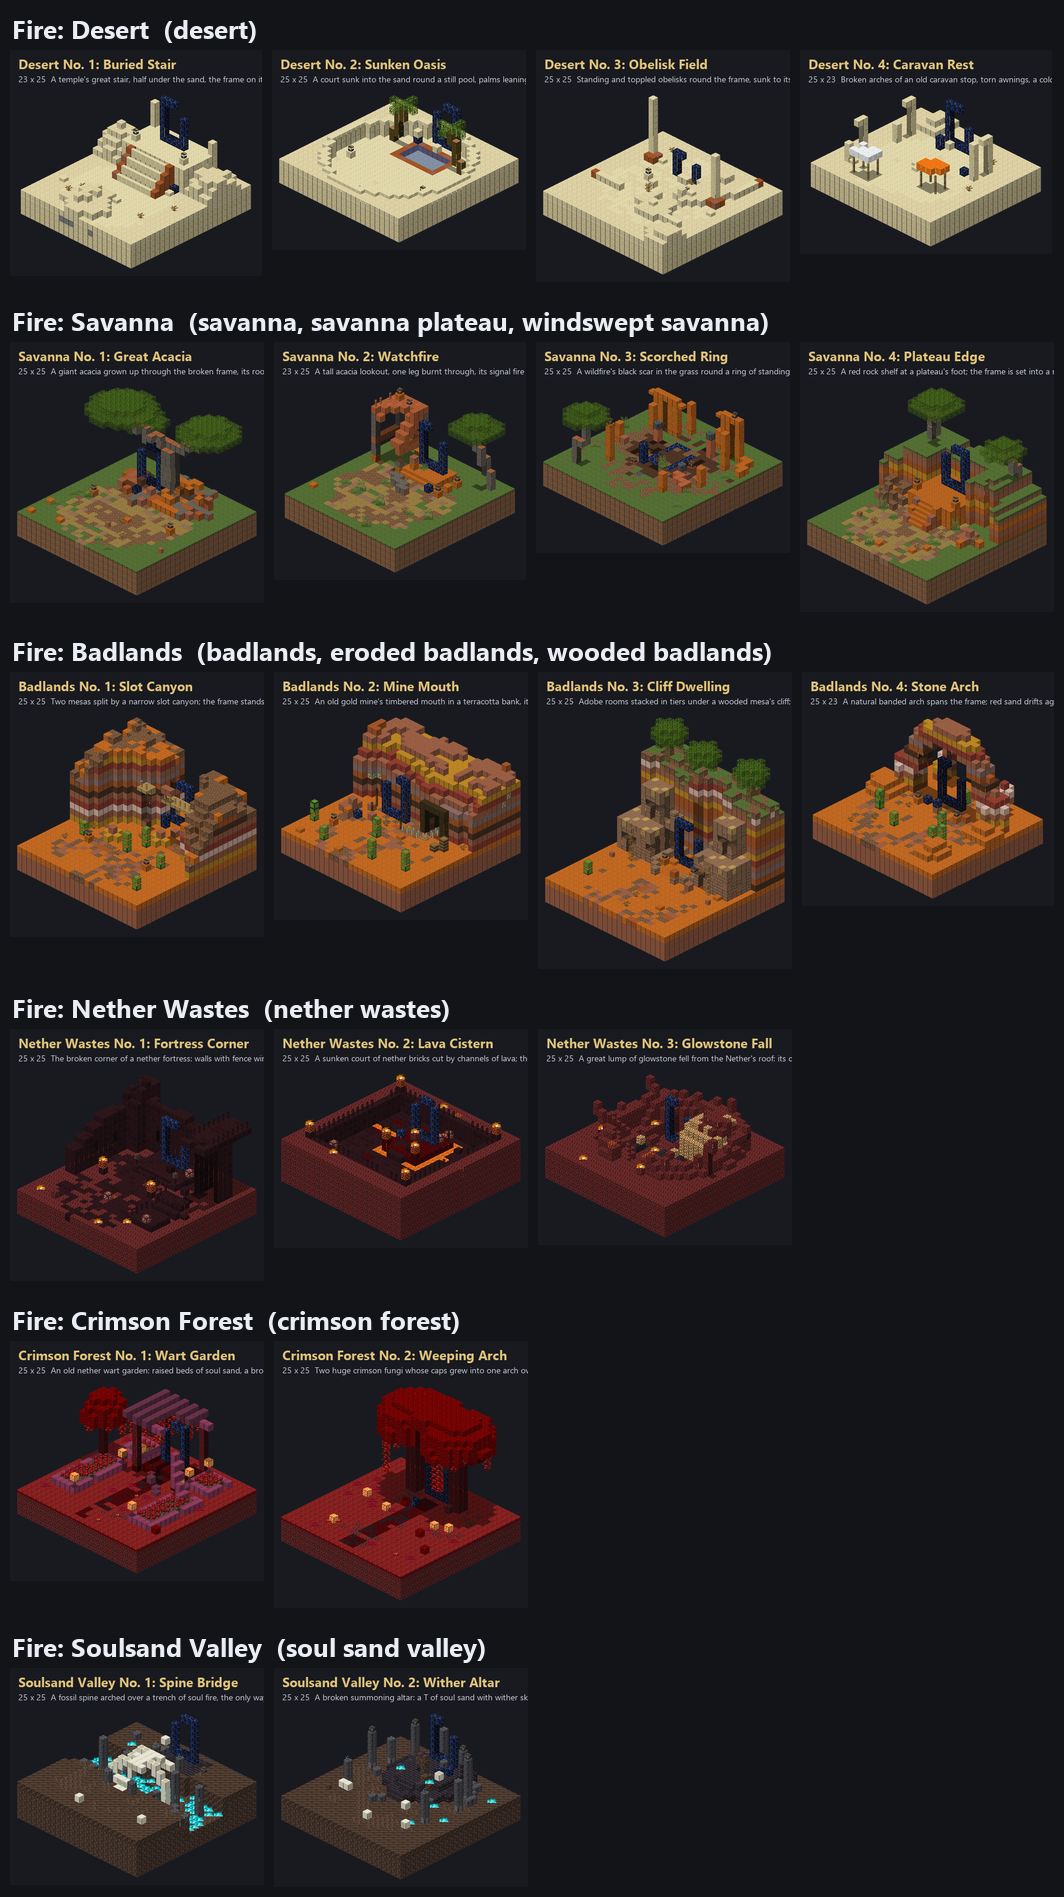 Fire: Desert (desert)
Desert No. 1: Buried Stair
23 x 25 A temple's great stair, half under the sand, the frame on it
Desert No. 2: Sunken Oasis
25 x 25 A court sunk into the sand round a still pool, palms leaning
Desert No. 3: Obelisk Field
25 x 25 Standing and toppled obelisks round the frame, sunk to its
Desert No. 4: Caravan Rest
25 x 23 Broken arches of an old caravan stop, torn awnings, a cold
Fire: Savanna (savanna, savanna plateau, windswept savanna)
Savanna No. 1: Great Acacia
25 x 25 A giant acacia grown up through the broken frame, its roo
Savanna No. 2: Watchfire
23 x 25 A tall acacia lookout, one leg burnt through, its signal fire
Savanna No. 3: Scorched Ring
25 x 25 A wildfire's black scar in the grass round a ring of standing
Savanna No. 4: Plateau Edge
25 x 25 A red rock shelf at a plateau's foot; the frame is set into a
Fire: Badlands (badlands, eroded badlands, wooded badlands)
Badlands No. 1: Slot Canyon
25 x 25 Two mesas split by a narrow slot canyon; the frame stands
Badlands No. 2: Mine Mouth
25 x 25 An old gold mine's timbered mouth in a terracotta bank, it
Badlands No. 3: Cliff Dwelling
25 x 25 Adobe rooms stacked in tiers under a wooded mesa's cliff;
Badlands No. 4: Stone Arch
25 x 23 A natural banded arch spans the frame; red sand drifts ag
Fire: Nether Wastes (nether wastes)
Nether Wastes No. 1: Fortress Corner
25 x 25 The broken corner of a nether fortress: walls with fence wi
Nether Wastes No. 2: Lava Cistern
25 x 25 A sunken court of nether bricks cut by channels of lava; th
Nether Wastes No. 3: Glowstone Fall
25 x 25 A great lump of glowstone fell from the Nether's roof: its c
Fire: Crimson Forest (crimson forest)
Crimson Forest No. 1: Wart Garden
25 x 25 An old nether wart garden: raised beds of soul sand, a bro
Crimson Forest No. 2: Weeping Arch
25 x 25 Two huge crimson fungi whose caps grew into one arch ov
Fire: Soulsand Valley (soul sand valley)
Soulsand Valley No. 1: Spine Bridge
25 x 25 A fossil spine arched over a trench of soul fire, the only wa
Soulsand Valley No. 2: Wither Altar
25 x 25 A broken summoning altar: a T of soul sand with wither sk